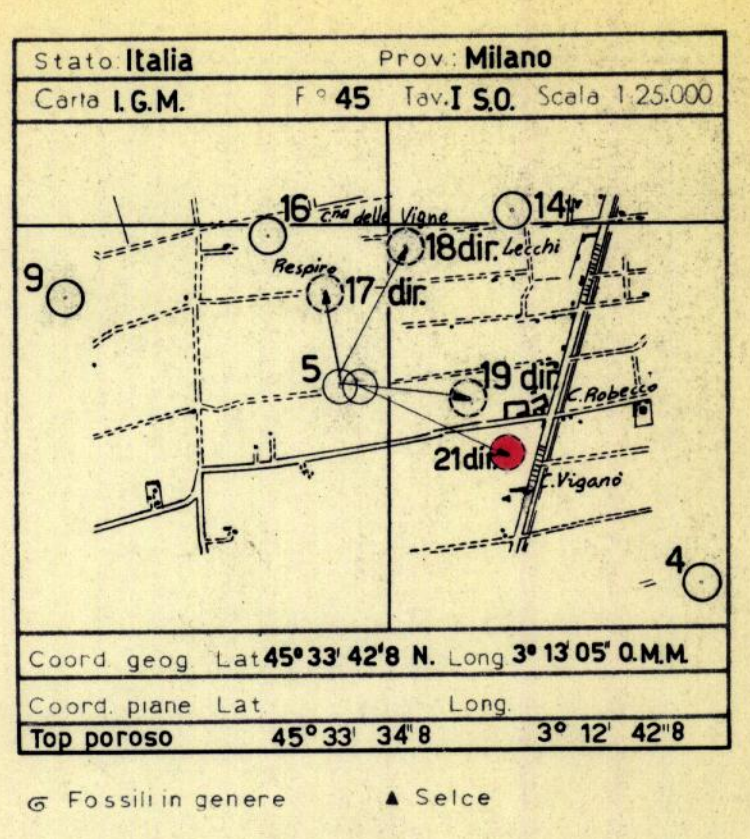 Stato: Italia Prov.: Milano
Carta I.G.M. F° 45 Tav. I S.O. Scala 1:25.000
16 C.na delle Vigne 14
18 dir. Lecchi
9 Respiro 17 dir.
5 19 dir.
C. Robesco
21 dir.
C. Viganò
4
Coord. geog. Lat 45° 33' 42"8 N. Long 3° 13' 05" O.M.M.
Coord. piane Lat Long.
Top poroso 45° 33' 34"8 3° 12' 42"8
Fossili in genere ▲ Selce